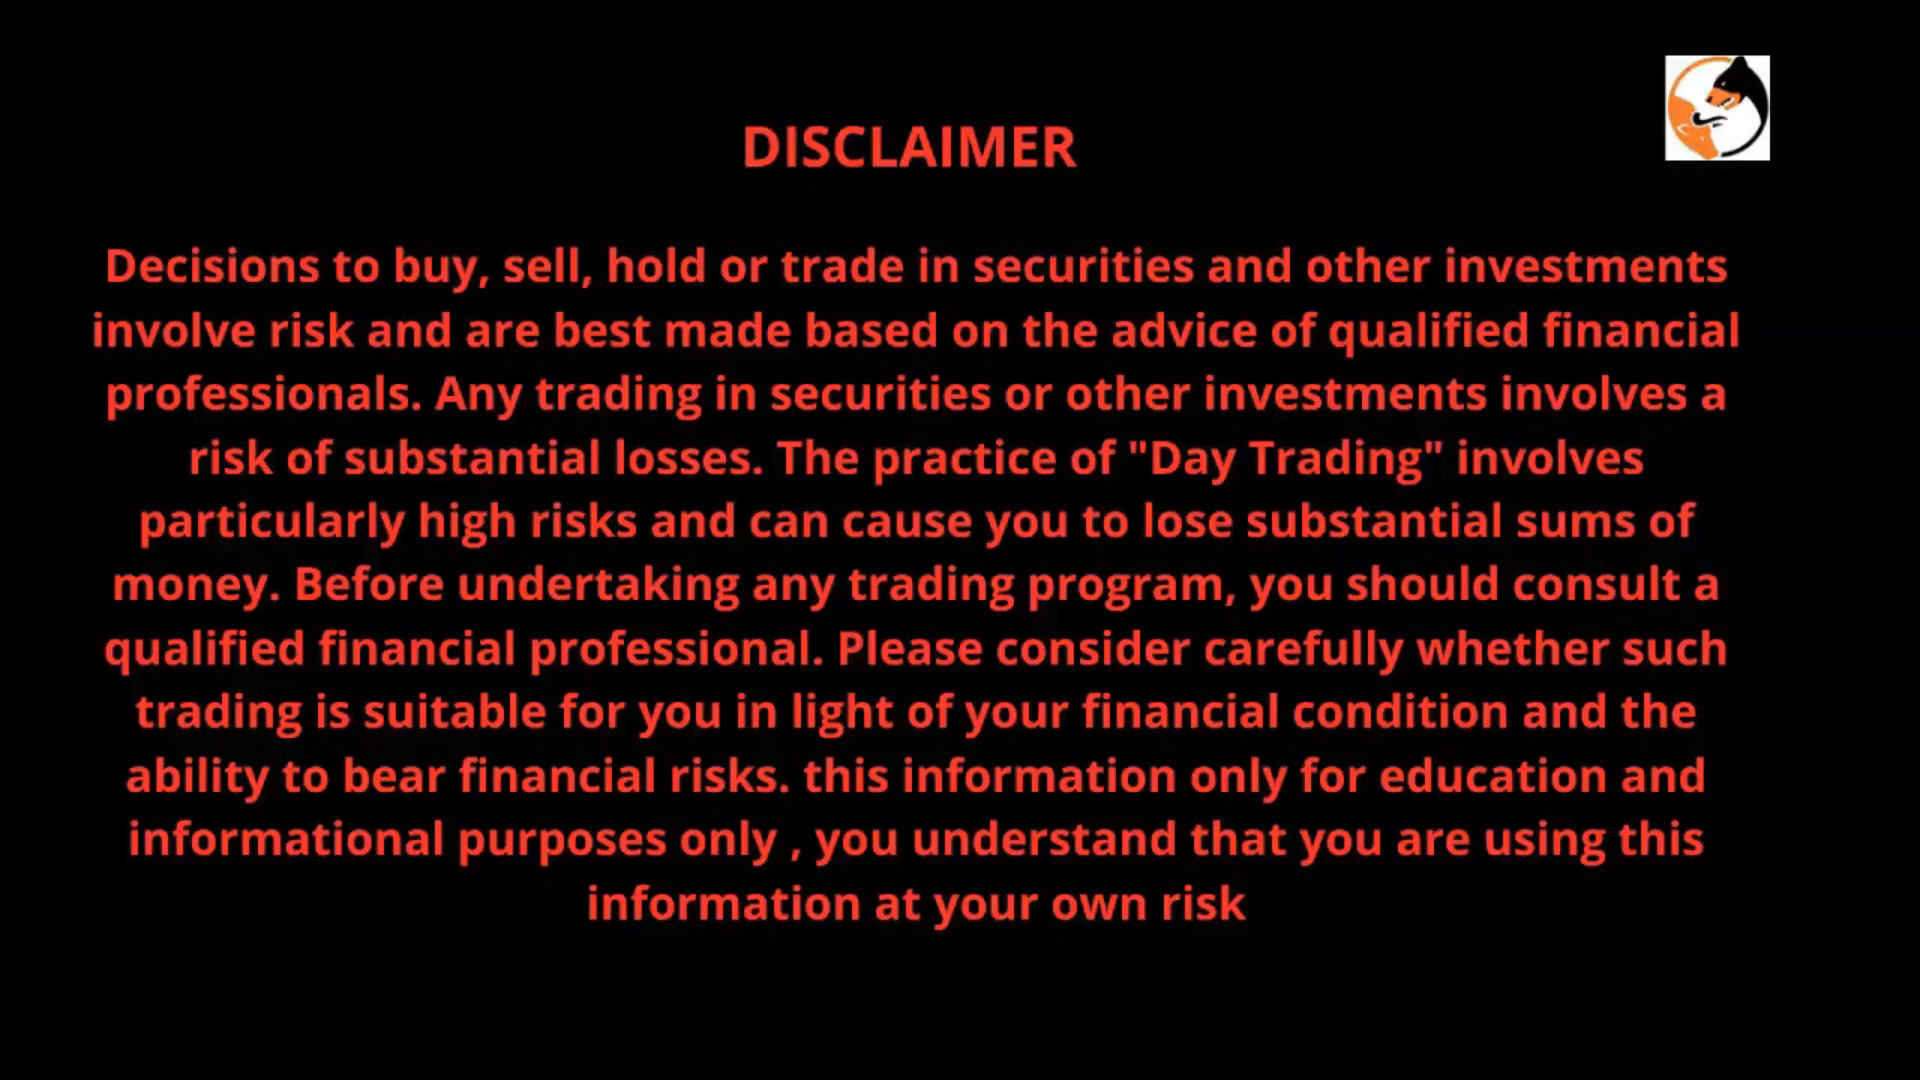 DISCLAIMER
Decisions to buy, sell, hold or trade in securities and other investments
involve risk and are best made based on the advice of qualified financial
professionals. Any trading in securities or other investments involves a
risk of substantial losses. The practice of "Day Trading" involves
particularly high risks and can cause you to lose substantial sums of
money. Before undertaking any trading program, you should consult a
qualified financial professional. Please consider carefully whether such
trading is suitable for you in light of your financial condition and the
ability to bear financial risks. this information only for education and
informational purposes only , you understand that you are using this
information at your own risk